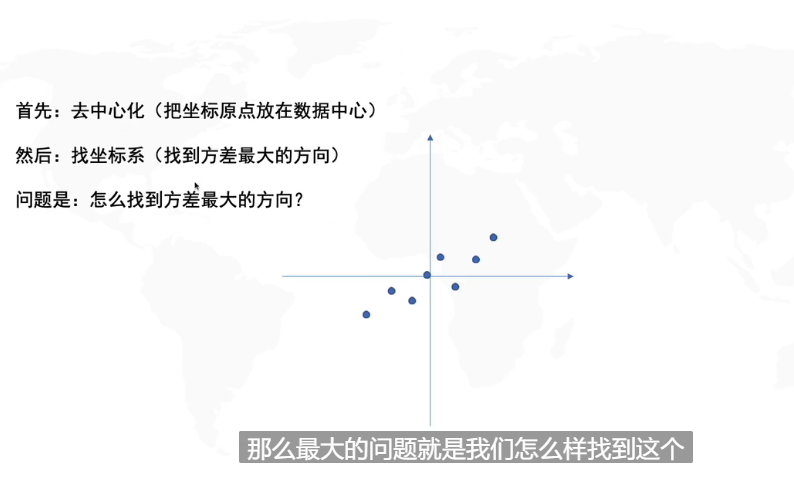 首先：去中心化（把坐标原点放在数据中心）
然后：找坐标系（找到方差最大的方向）
问题是：怎么找到方差最大的方向？
那么最大的问题就是我们怎么样找到这个